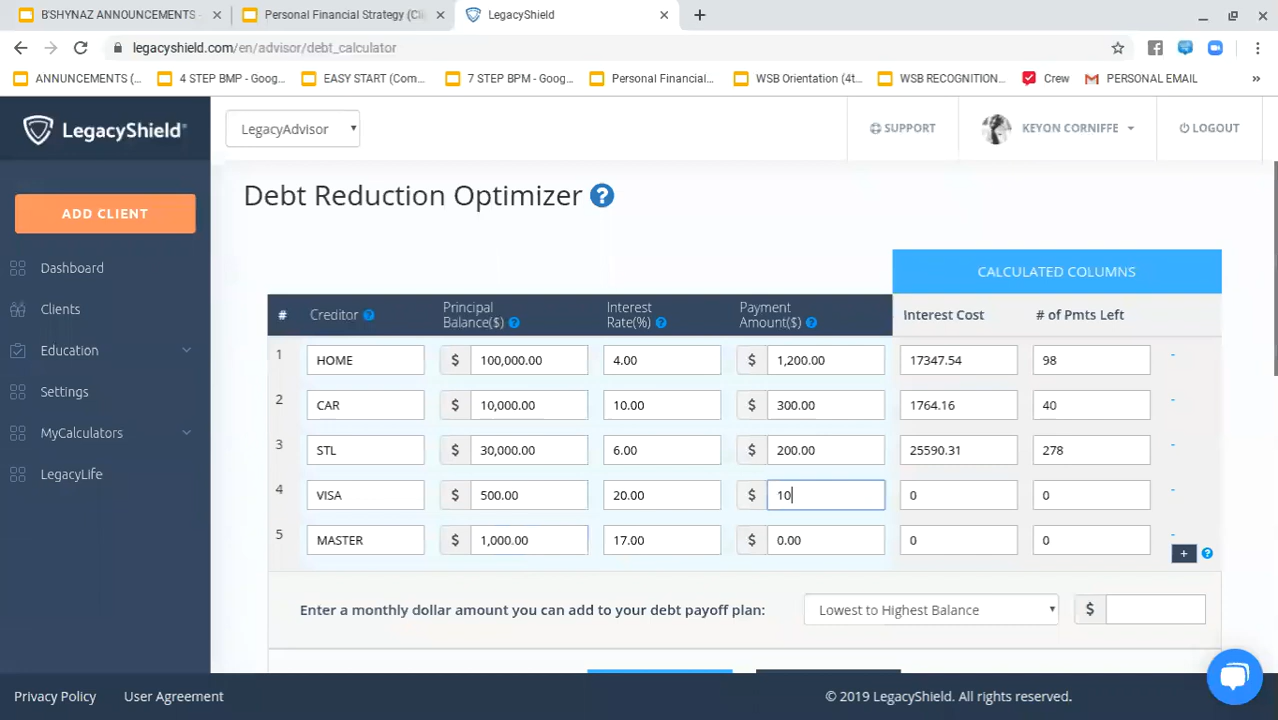 B'SHYNAZ ANNOUNCEMENTS - × Personal Financial Strategy (Cli × LegacyShield × +
legacyshield.com/en/advisor/debt_calculator
ANNUNCEMENTS (... 4 STEP BMP - Goog... EASY START (Com... 7 STEP BPM - Goog... Personal Financial... WSB Orientation (4t... WSB RECOGNITION... Crew PERSONAL EMAIL »
LegacyShield®
LegacyAdvisor
SUPPORT
KEYON CORNIFFE
LOGOUT
ADD CLIENT
Dashboard
Clients
Education
Settings
MyCalculators
LegacyLife
Debt Reduction Optimizer ?
CALCULATED COLUMNS
# Creditor ? Principal Balance($) ? Interest Rate(%) ? Payment Amount($) ? Interest Cost # of Pmts Left
1 HOME $ 100,000.00 4.00 $ 1,200.00 17347.54 98 -
2 CAR $ 10,000.00 10.00 $ 300.00 1764.16 40 -
3 STL $ 30,000.00 6.00 $ 200.00 25590.31 278 -
4 VISA $ 500.00 20.00 $ 10 0 0 -
5 MASTER $ 1,000.00 17.00 $ 0.00 0 0 -
+ ?
Enter a monthly dollar amount you can add to your debt payoff plan: Lowest to Highest Balance $
Privacy Policy User Agreement © 2019 LegacyShield. All rights reserved.